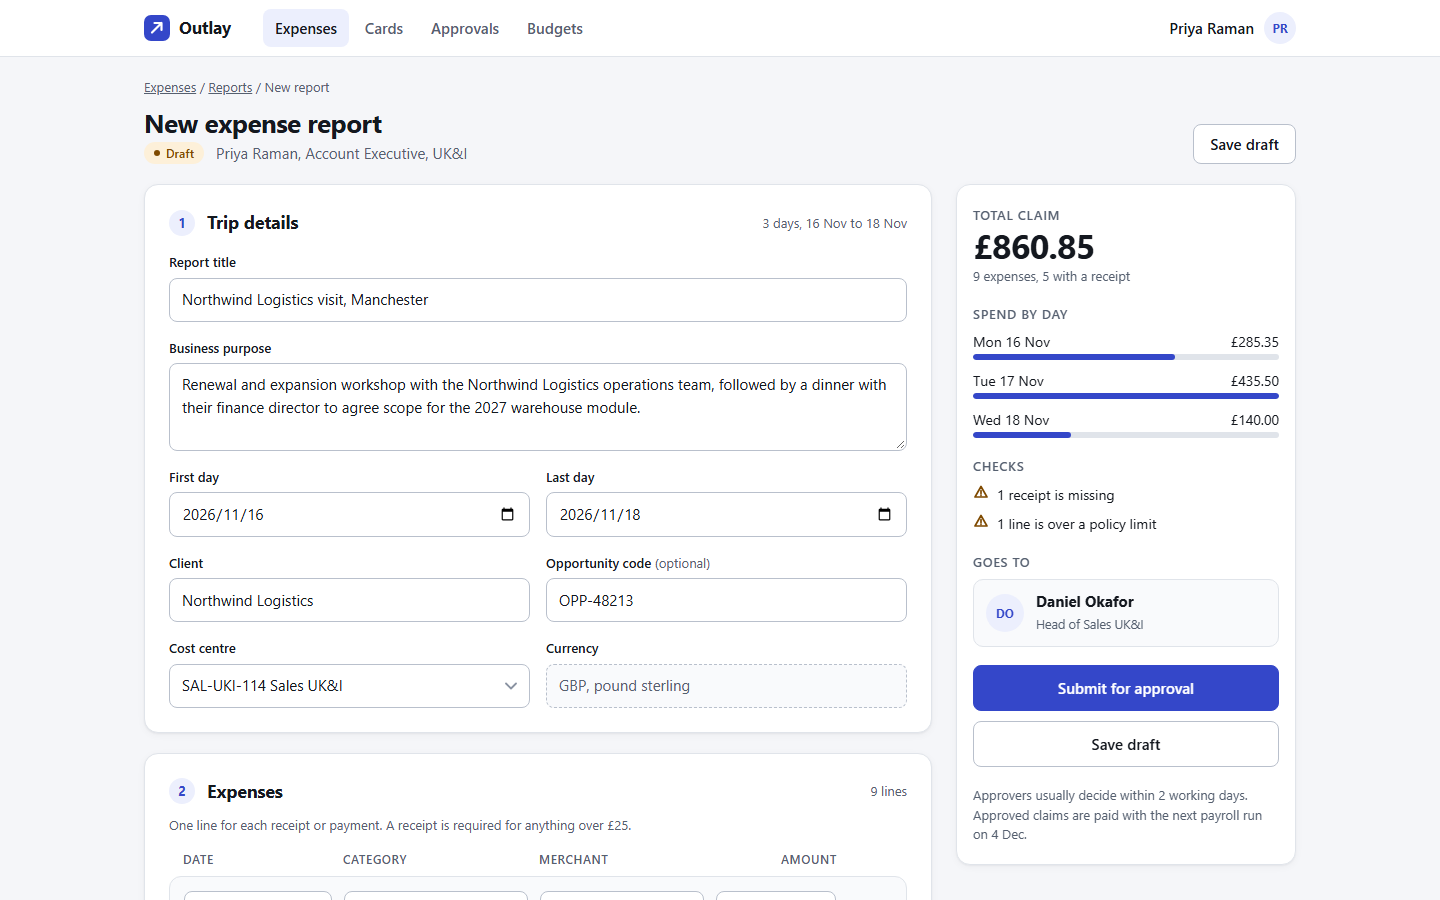 Outlay
Expenses
Cards
Approvals
Budgets
Priya Raman
PR
Expenses / Reports / New report
New expense report
Draft
Priya Raman, Account Executive, UK&I
Save draft
1
Trip details
3 days, 16 Nov to 18 Nov
Report title
Northwind Logistics visit, Manchester
Business purpose
Renewal and expansion workshop with the Northwind Logistics operations team, followed by a dinner with
their finance director to agree scope for the 2027 warehouse module.
First day
Last day
2026/11/16
2026/11/18
Client
Opportunity code (optional)
Northwind Logistics
OPP-48213
Cost centre
Currency
SAL-UKI-114 Sales UK&I
GBP, pound sterling
2
Expenses
9 lines
One line for each receipt or payment. A receipt is required for anything over £25.
DATE
CATEGORY
MERCHANT
AMOUNT
TOTAL CLAIM
£860.85
9 expenses, 5 with a receipt
SPEND BY DAY
Mon 16 Nov
£285.35
Tue 17 Nov
£435.50
Wed 18 Nov
£140.00
CHECKS
1 receipt is missing
1 line is over a policy limit
GOES TO
DO
Daniel Okafor
Head of Sales UK&I
Submit for approval
Save draft
Approvers usually decide within 2 working days.
Approved claims are paid with the next payroll run
on 4 Dec.